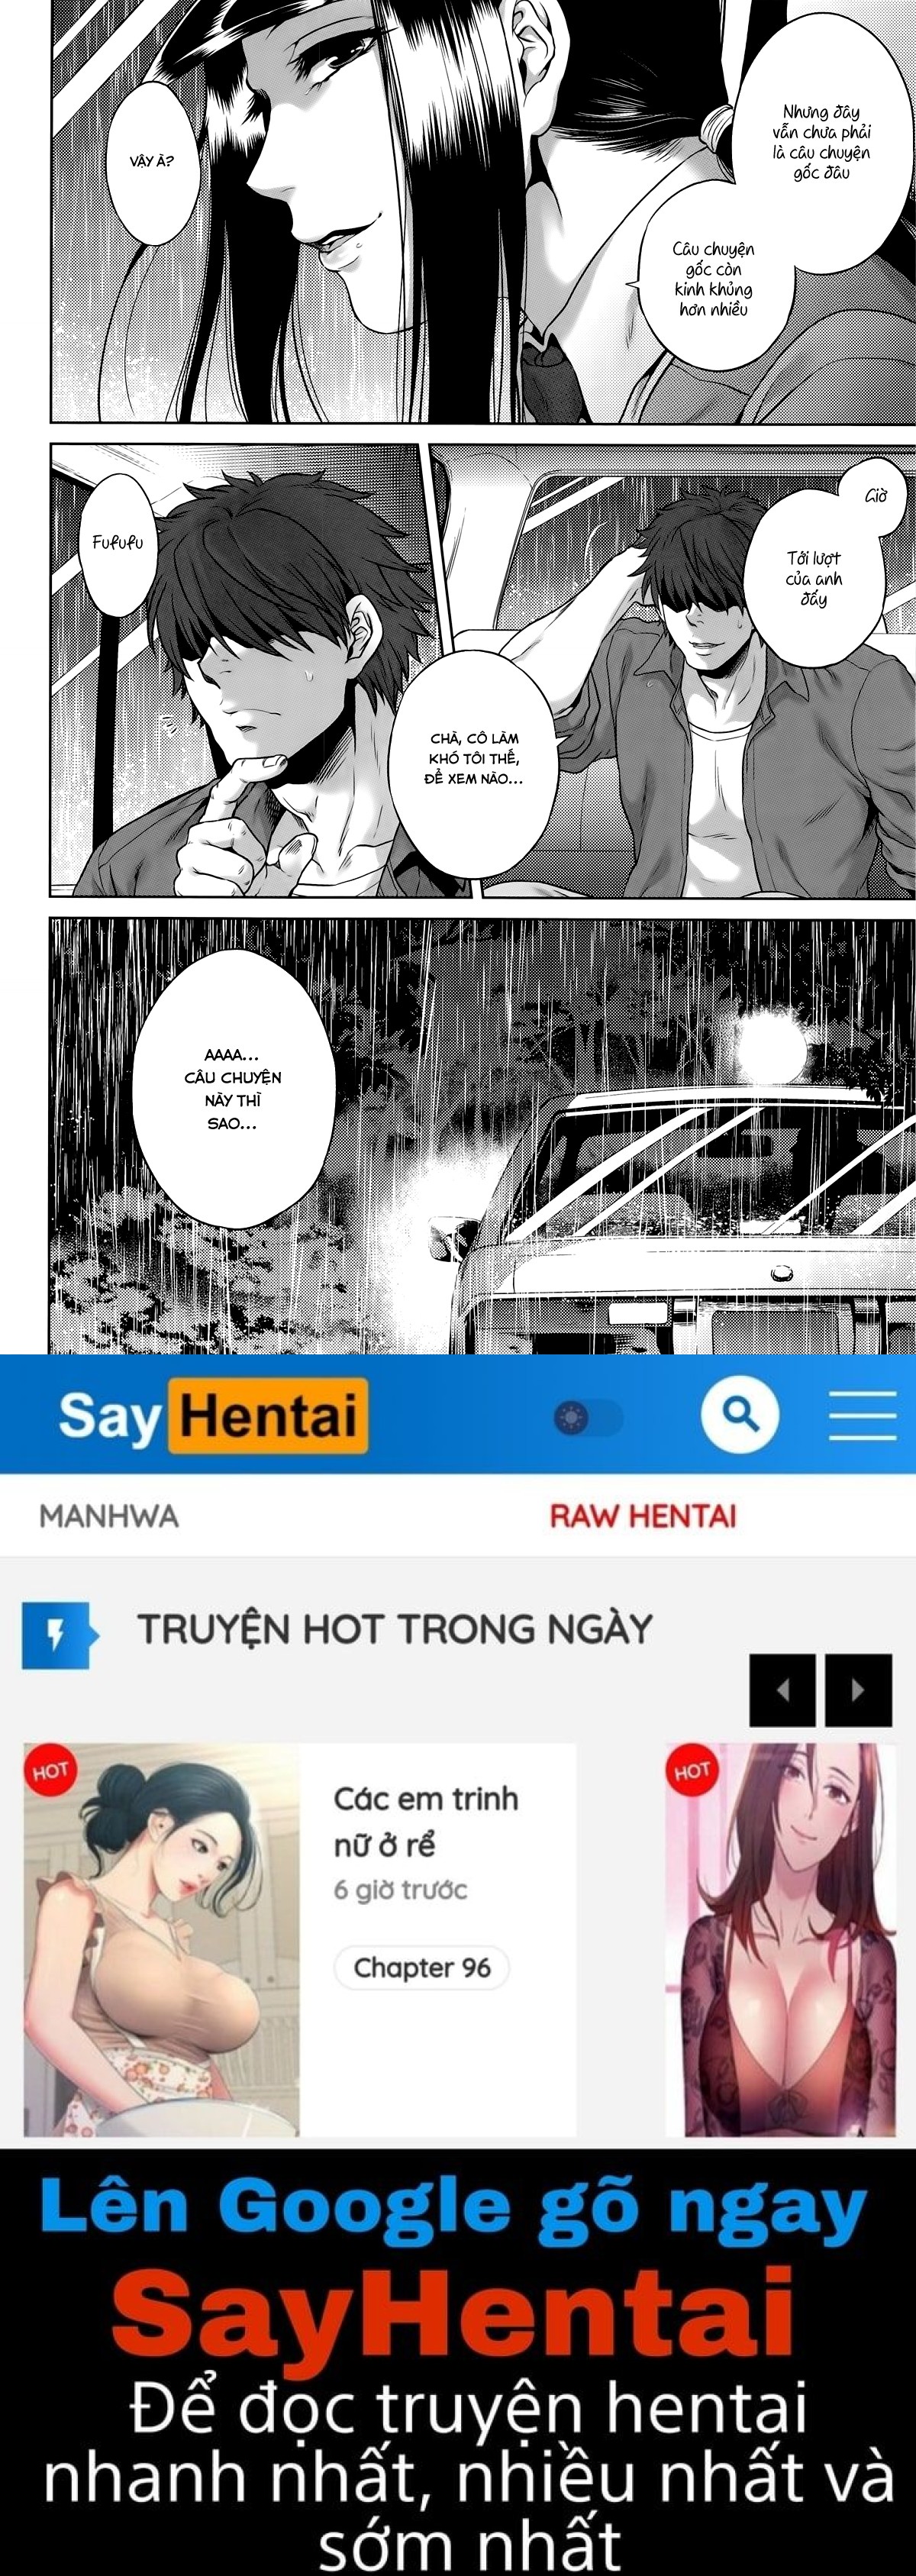 Nhưng đây
vẫn chưa phải
là câu chuyện
gốc đâu
Câu chuyện
gốc còn
kinh khủng
hơn nhiều
VẬY À?
Giờ
Tới lượt
của anh
đấy
CHÀ, CÔ LÀM
KHÓ TÔI THẾ,
ĐỂ XEM NÀO...
Fufufu
AAAA...
CÂU CHUYỆN
NÀY THÌ
SAO...
Say Hentai
MANHWA RAW HENTAI
TRUYỆN HOT TRONG NGÀY
HOT
Các em trinh
nữ ở rể
6 giờ trước
Chapter 96
HOT
Lên Google gõ ngay
SayHentai
Để đọc truyện hentai
nhanh nhất, nhiều nhất và
sớm nhất